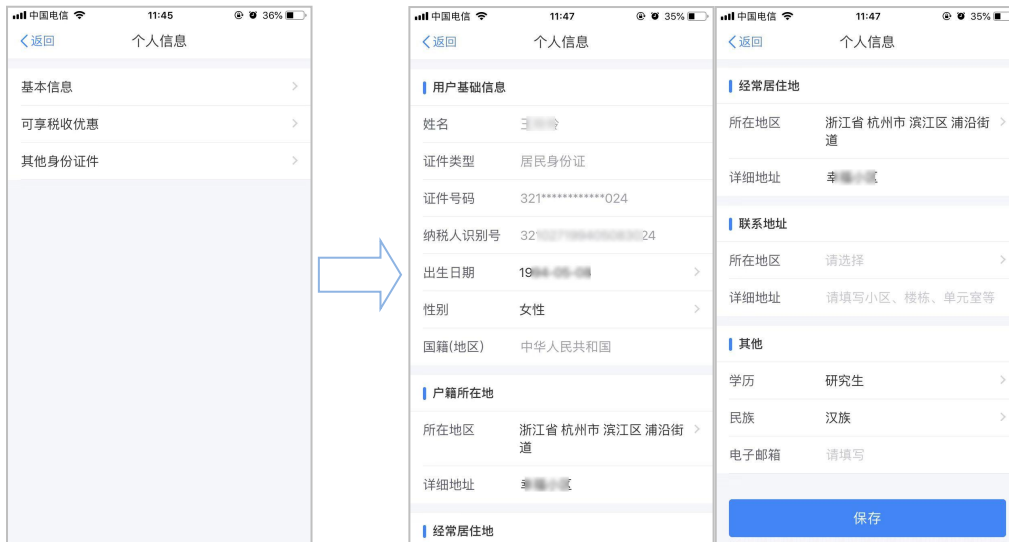 中国电信 11:45 36%
返回 个人信息
基本信息
可享税收优惠
其他身份证件
中国电信 11:47 35%
返回 个人信息
用户基础信息
姓名
证件类型 居民身份证
证件号码 321************024
纳税人识别号
出生日期
性别 女性
国籍(地区) 中华人民共和国
户籍所在地
所在地区 浙江省 杭州市 滨江区 浦沿街
道
详细地址
经常居住地
中国电信 11:47 35%
返回 个人信息
经常居住地
所在地区 浙江省 杭州市 滨江区 浦沿街
道
详细地址
联系地址
所在地区 请选择
详细地址 请填写小区、楼栋、单元室等
其他
学历 研究生
民族 汉族
电子邮箱 请填写
保存